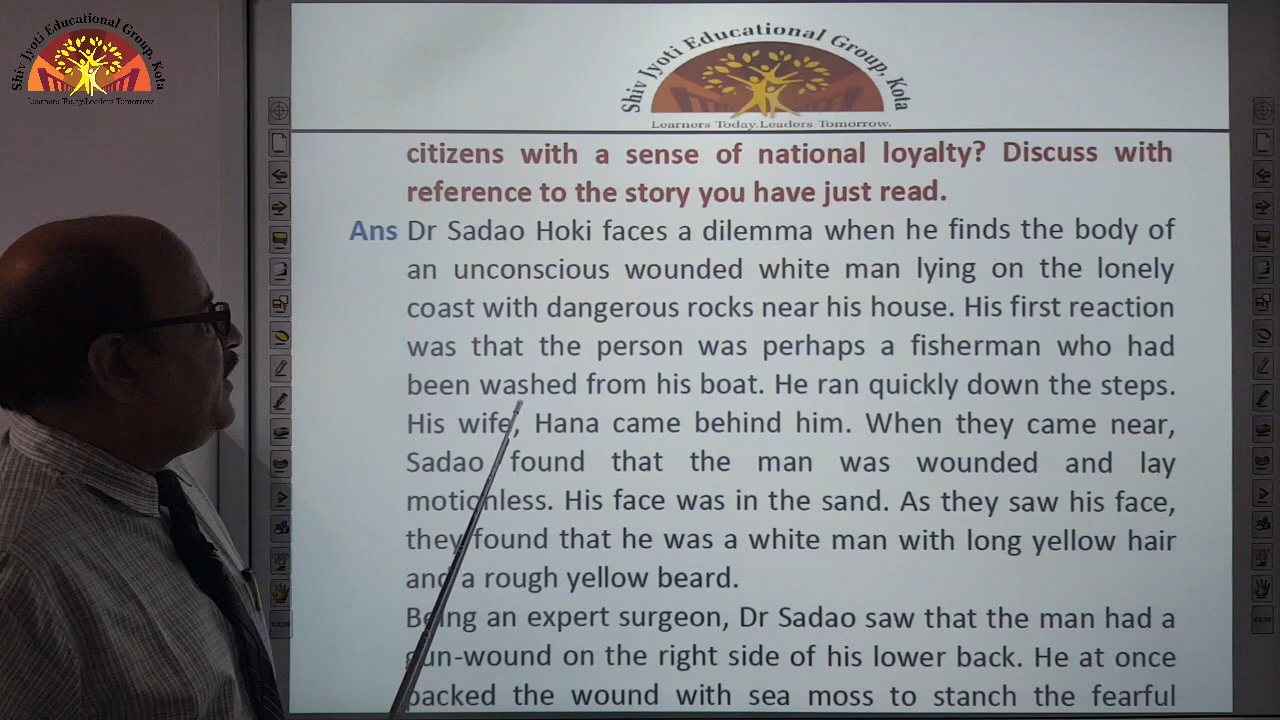 Shiv Jyoti Educational Group, Kota
Learners Today.Leaders Tomorrow.
Shiv Jyoti Educational Group, Kota
Learners Today.Leaders Tomorrow.
citizens with a sense of national loyalty? Discuss with
reference to the story you have just read.
Ans Dr Sadao Hoki faces a dilemma when he finds the body of
an unconscious wounded white man lying on the lonely
coast with dangerous rocks near his house. His first reaction
was that the person was perhaps a fisherman who had
been washed from his boat. He ran quickly down the steps.
His wife, Hana came behind him. When they came near,
Sadao found that the man was wounded and lay
motionless. His face was in the sand. As they saw his face,
they found that he was a white man with long yellow hair
and a rough yellow beard.
Being an expert surgeon, Dr Sadao saw that the man had a
gun-wound on the right side of his lower back. He at once
packed the wound with sea moss to stanch the fearful